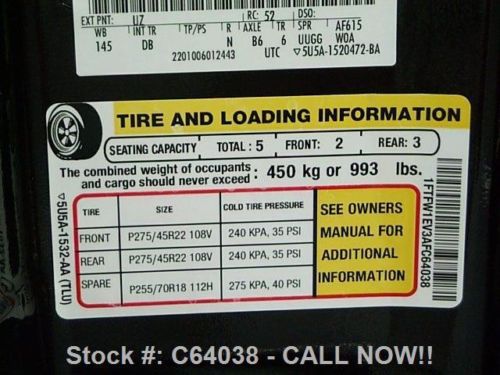 EXT PNT: UZ RC: 52 DSO:
WB INT TR TP/PS R AXLE TR SPR AF615
145 DB N B6 6 UUGG WOA
2201006012443 UTC ▽5U5A-1520472-BA
TIRE AND LOADING INFORMATION
SEATING CAPACITY TOTAL : 5 FRONT: 2 REAR: 3
The combined weight of occupants and cargo should never exceed: 450 kg or 993 lbs.
TIRE SIZE COLD TIRE PRESSURE
FRONT P275/45R22 108V 240 KPA, 35 PSI
REAR P275/45R22 108V 240 KPA, 35 PSI
SPARE P255/70R18 112H 275 KPA, 40 PSI
SEE OWNERS
MANUAL FOR
ADDITIONAL
INFORMATION
▽5U5A-1532-AA (TLU)
1FTFW1EV3AFC64038
Stock #: C64038 - CALL NOW!!